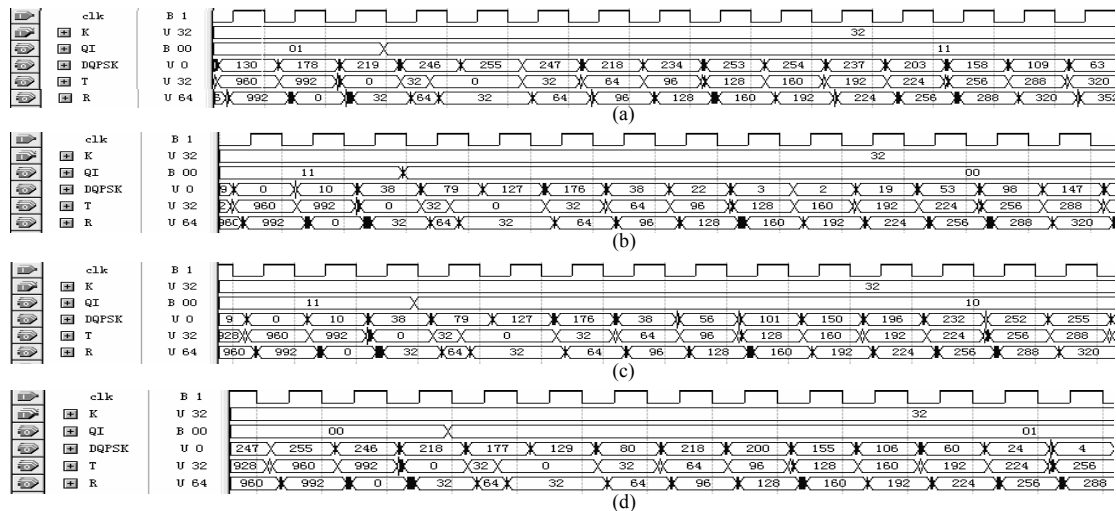 clk B 1
K U 32 32
QI B 00 01 11
DQPSK U 0 130 178 219 246 255 247 218 234 253 254 237 203 158 109 63
T U 32 960 992 0 32 0 32 64 96 128 160 192 224 256 288 320
R U 64 6 992 0 32 64 32 64 96 128 160 192 224 256 288 320 352
(a)
clk B 1
K U 32 32
QI B 00 11 00
DQPSK U 0 9 0 10 38 79 127 176 38 22 3 2 19 53 98 147
T U 32 2 960 992 0 32 0 32 64 96 128 160 192 224 256 288
R U 64 960 992 0 32 64 32 64 96 128 160 192 224 256 288 320
(b)
clk B 1
K U 32 32
QI B 00 11 10
DQPSK U 0 9 0 10 38 79 127 176 38 56 101 150 196 232 252 255
T U 32 928 960 992 0 32 0 32 64 96 128 160 192 224 256 288
R U 64 960 992 0 32 64 32 64 96 128 160 192 224 256 288 320
(c)
clk B 1
K U 32 32
QI B 00 00 01
DQPSK U 0 247 255 246 218 177 129 80 218 200 155 106 60 24 4
T U 32 928 960 992 0 32 0 32 64 96 128 160 192 224 256
R U 64 960 992 0 32 64 32 64 96 128 160 192 224 256 288
(d)